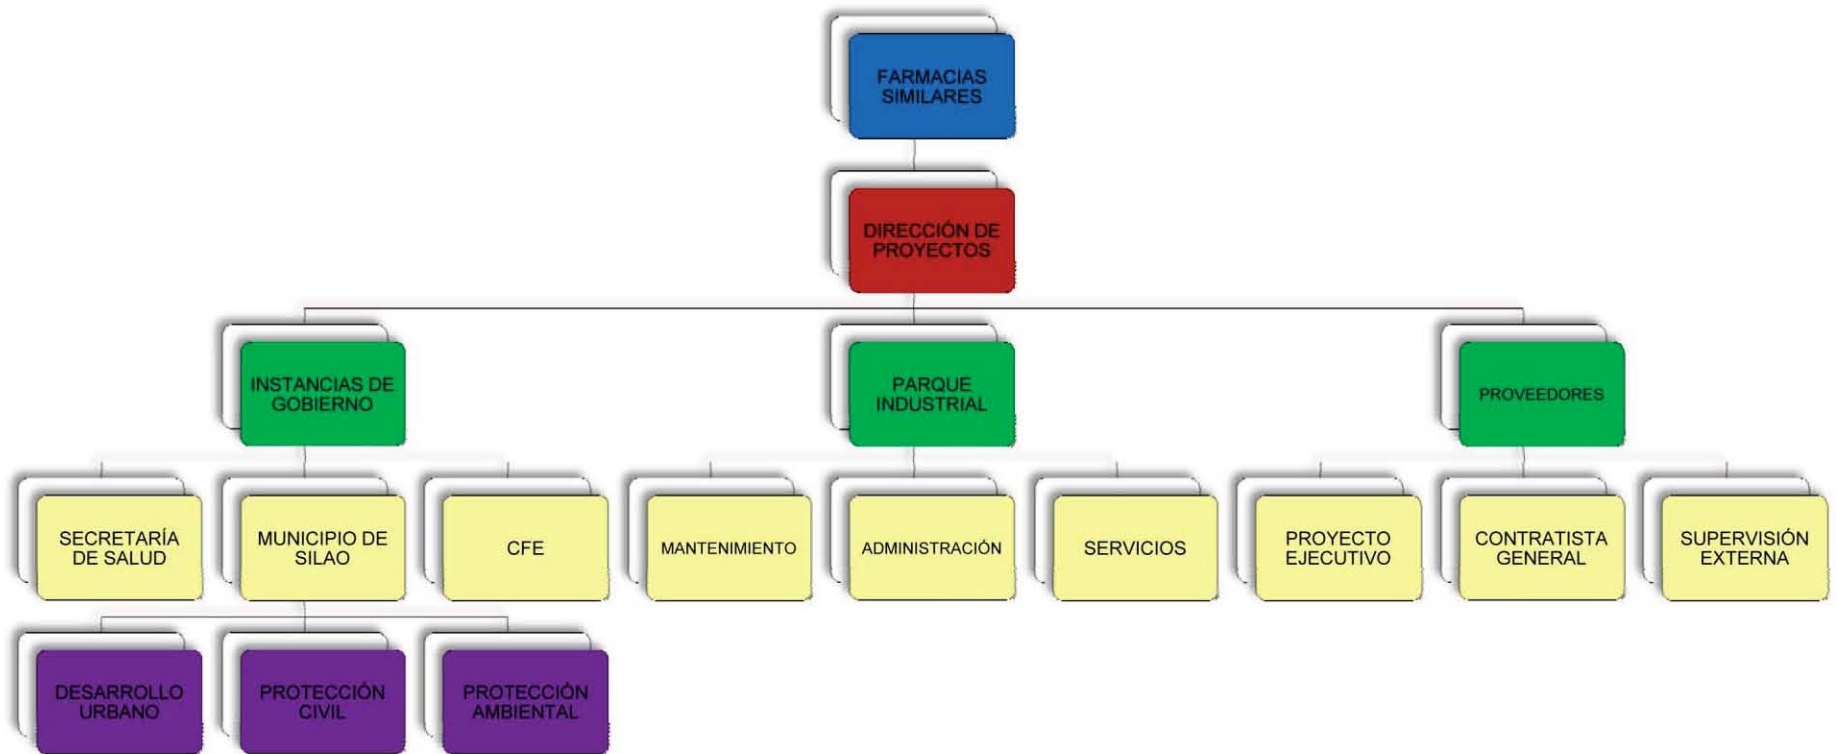 FARMACIAS
SIMILARES
DIRECCIÓN DE
PROYECTOS
INSTANCIAS DE
GOBIERNO
PARQUE
INDUSTRIAL
PROVEEDORES
SECRETARÍA
DE SALUD
MUNICIPIO DE
SILAO
CFE
MANTENIMIENTO
ADMINISTRACIÓN
SERVICIOS
PROYECTO
EJECUTIVO
CONTRATISTA
GENERAL
SUPERVISIÓN
EXTERNA
DESARROLLO
URBANO
PROTECCIÓN
CIVIL
PROTECCIÓN
AMBIENTAL